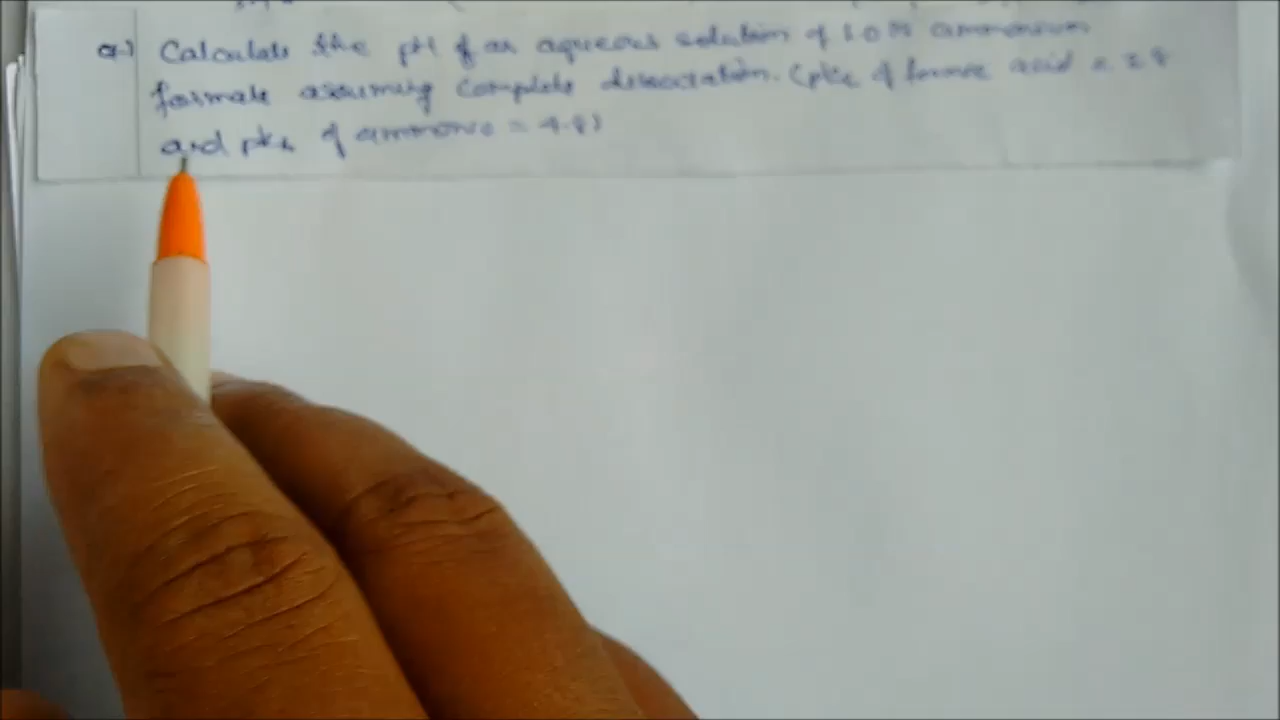 Q.) Calculate the pH of an aqueous solution of 1.0 M ammonium
formate assuming complete dissociation. (pka of formic acid = 3.8
and pkb of ammonia = 4.8)